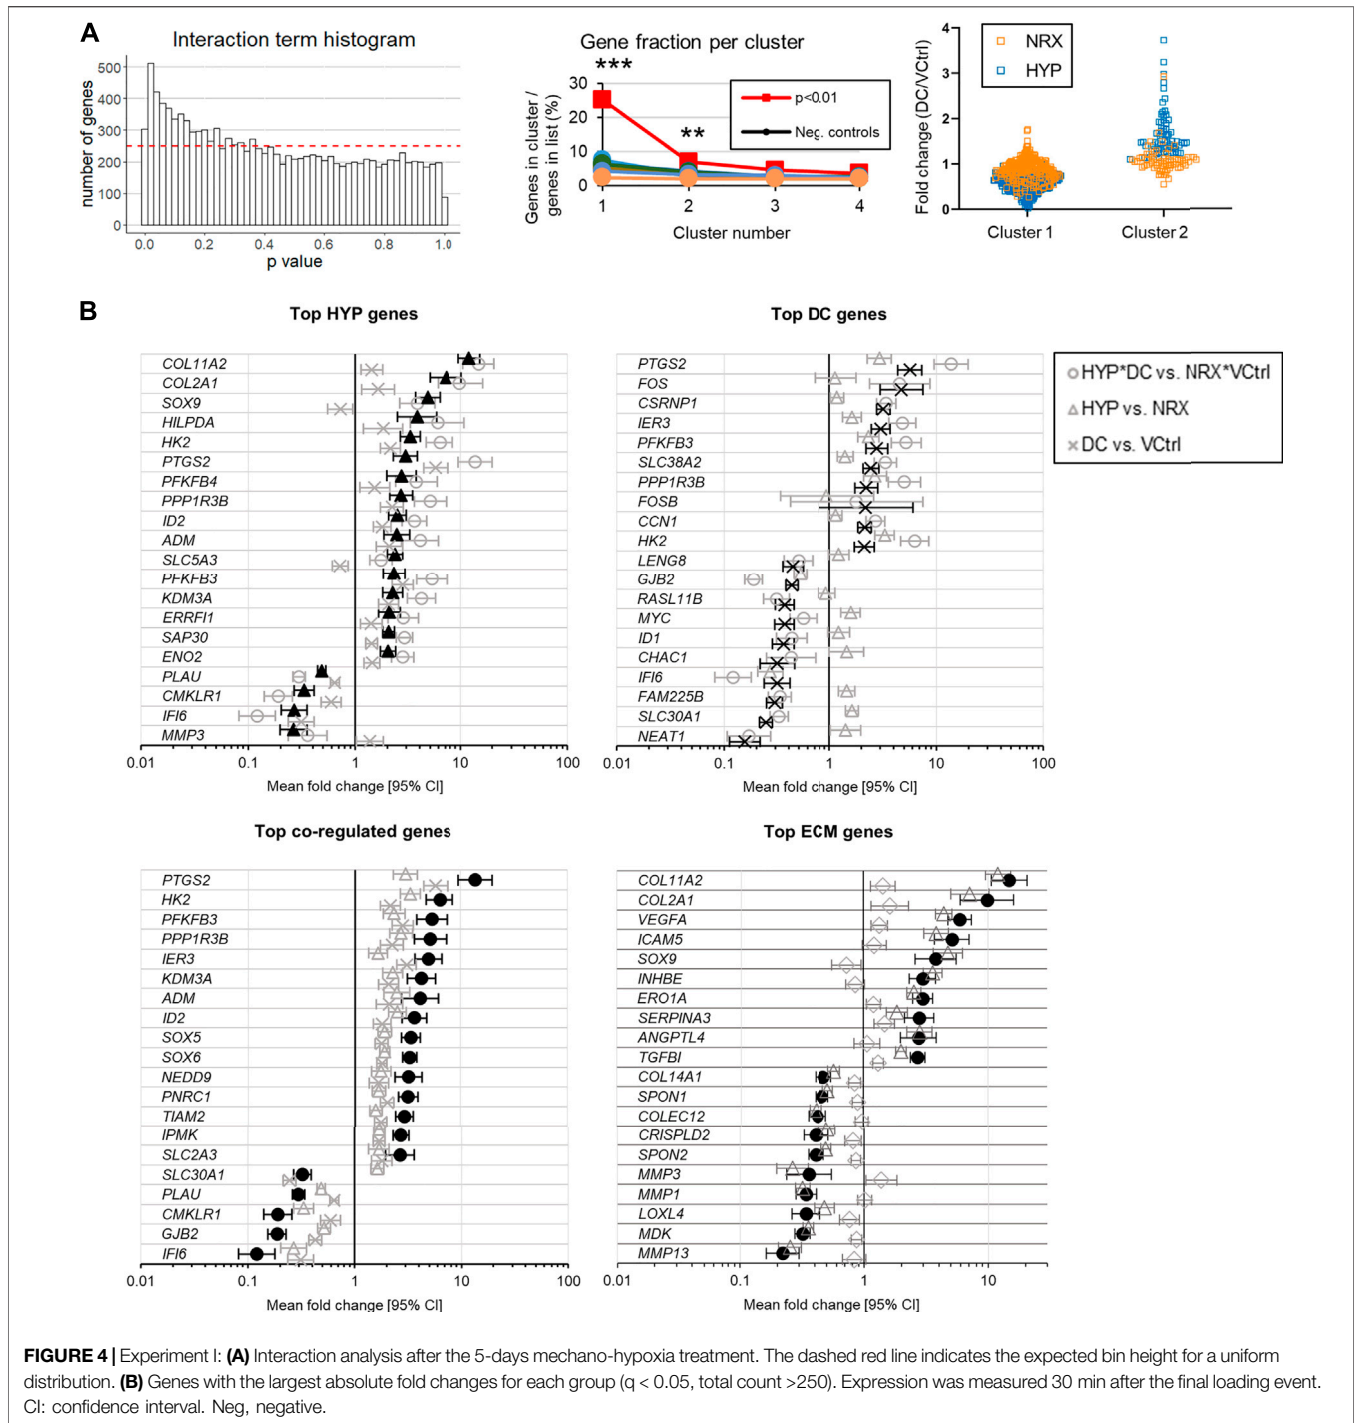 A
Interaction term histogram
number of genes
500
400
300
200
100
0
0.0 0.2 0.4 0.6 0.8 1.0
p value
Gene fraction per cluster
Genes in cluster /
genes in list (%)
***
**
30
20
10
0
p<0.01
Neg. controls
1 2 3 4
Cluster number
Fold change (DC/VCtrl)
4
3
2
1
0
NRX
HYP
Cluster 1 Cluster 2
B
Top HYP genes
COL11A2
COL2A1
SOX9
HILPDA
HK2
PTGS2
PFKFB4
PPP1R3B
ID2
ADM
SLC5A3
PFKFB3
KDM3A
ERRFI1
SAP30
ENO2
PLAU
CMKLR1
IFI6
MMP3
0.01 0.1 1 10 100
Mean fold change [95% CI]
Top DC genes
PTGS2
FOS
CSRNP1
IER3
PFKFB3
SLC38A2
PPP1R3B
FOSB
CCN1
HK2
LENG8
GJB2
RASL11B
MYC
ID1
CHAC1
IFI6
FAM225B
SLC30A1
NEAT1
0.01 0.1 1 10 100
Mean fold change [95% CI]
HYP*DC vs. NRX*VCtrl
HYP vs. NRX
DC vs. VCtrl
Top co-regulated genes
PTGS2
HK2
PFKFB3
PPP1R3B
IER3
KDM3A
ADM
ID2
SOX5
SOX6
NEDD9
PNRC1
TIAM2
IPMK
SLC2A3
SLC30A1
PLAU
CMKLR1
GJB2
IFI6
0.01 0.1 1 10 100
Mean fold change [95% CI]
Top ECM genes
COL11A2
COL2A1
VEGFA
ICAM5
SOX9
INHBE
ERO1A
SERPINA3
ANGPTL4
TGFBI
COL14A1
SPON1
COLEC12
CRISPLD2
SPON2
MMP3
MMP1
LOXL4
MDK
MMP13
0.01 0.1 1 10
Mean fold change [95% CI]
FIGURE 4 | Experiment I: (A) Interaction analysis after the 5-days mechano-hypoxia treatment. The dashed red line indicates the expected bin height for a uniform
distribution. (B) Genes with the largest absolute fold changes for each group (q < 0.05, total count >250). Expression was measured 30 min after the final loading event.
CI: confidence interval. Neg, negative.